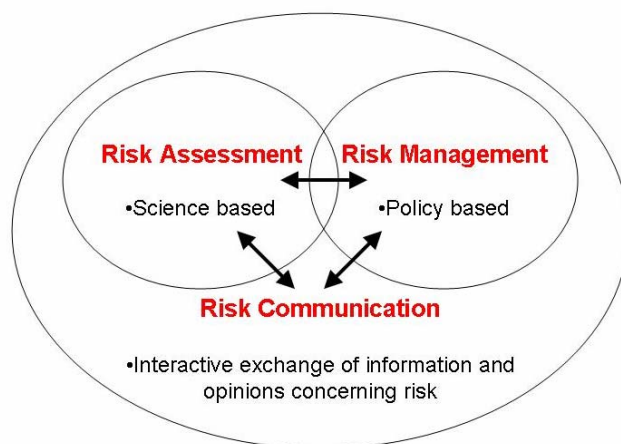 Risk Assessment
Risk Management
•Science based
•Policy based
Risk Communication
•Interactive exchange of information and
opinions concerning risk